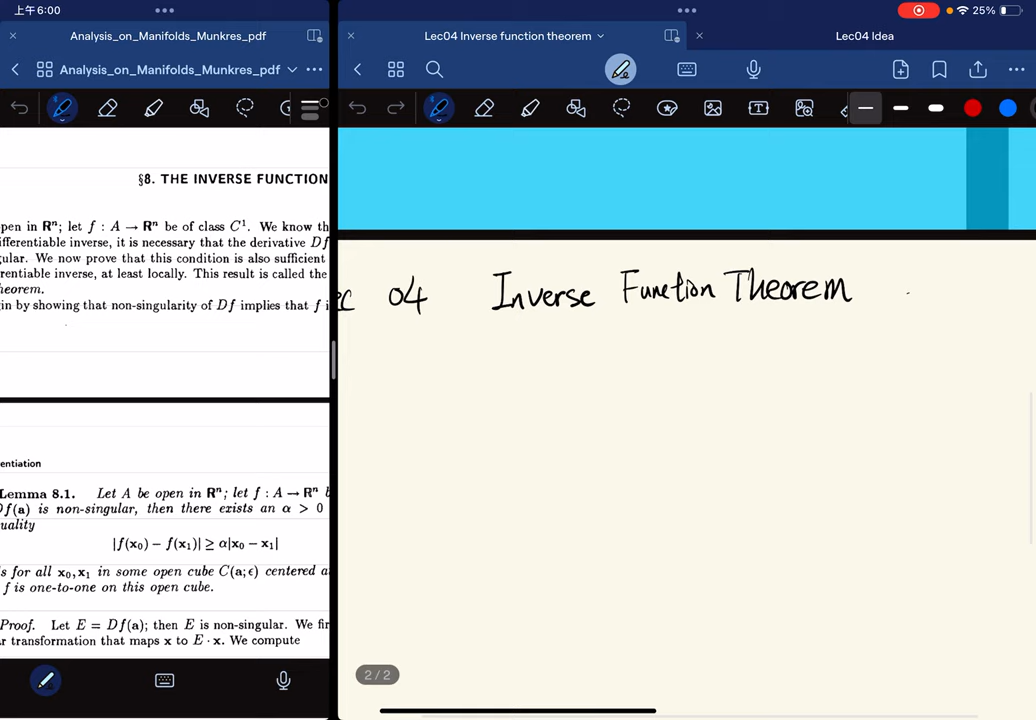 上午6:00
25%
Analysis_on_Manifolds_Munkres_pdf
Lec04 Inverse function theorem
Lec04 Idea
Analysis_on_Manifolds_Munkres_pdf
§8. THE INVERSE FUNCTION
pen in Rⁿ; let f : A → Rⁿ be of class C¹. We know th
ifferentiable inverse, it is necessary that the derivative Df
gular. We now prove that this condition is also sufficient
rentiable inverse, at least locally. This result is called the
heorem.
gin by showing that non-singularity of Df implies that f i
entiation
Lemma 8.1. Let A be open in Rⁿ; let f : A → Rⁿ b
Df(a) is non-singular, then there exists an α > 0
uality
|f(x₀) − f(x₁)| ≥ α|x₀ − x₁|
s for all x₀, x₁ in some open cube C(a; ϵ) centered a
f is one-to-one on this open cube.
Proof. Let E = Df(a); then E is non-singular. We fir
ar transformation that maps x to E · x. We compute
ec 04 Inverse Function Theorem
2 / 2